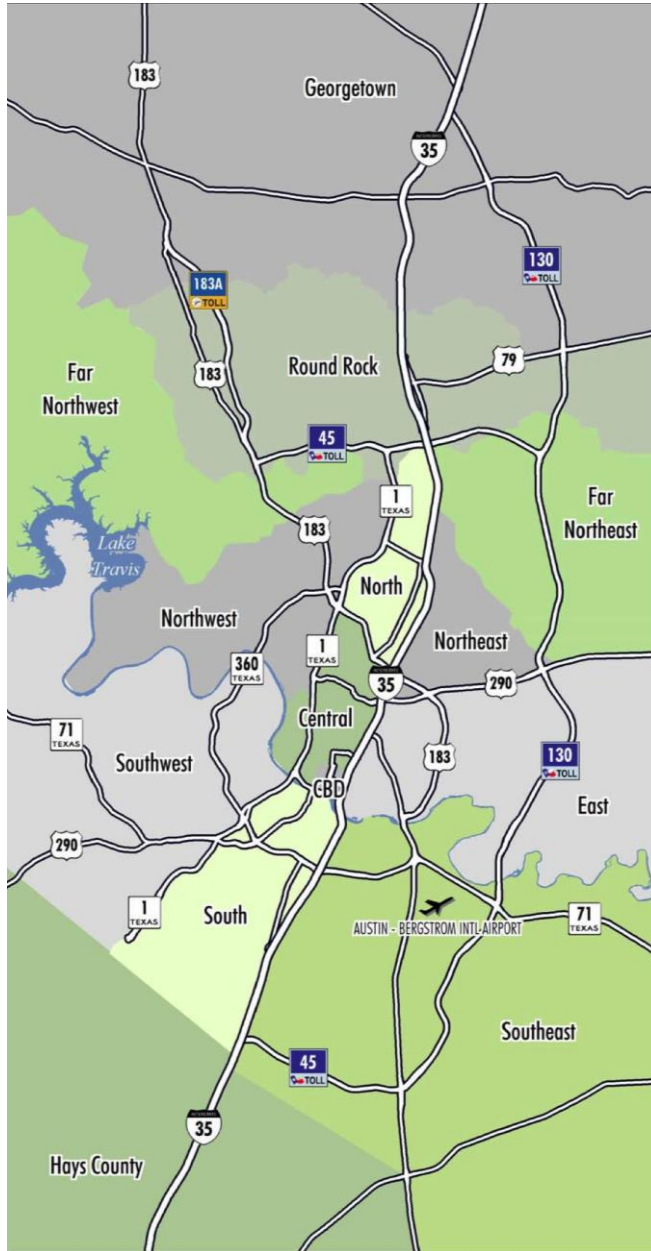 183
Georgetown
35
130
TOLL
183A
TOLL
Round Rock
79
183
Far
Northwest
45
TOLL
1
TEXAS
Far
Northeast
183
Lake
Travis
North
Northwest
1
TEXAS
Northeast
360
TEXAS
35
290
Central
71
TEXAS
Southwest
183
130
TOLL
CBD
East
290
1
TEXAS
South
AUSTIN - BERGSTROM INTL AIRPORT
71
TEXAS
Southeast
45
TOLL
35
Hays County